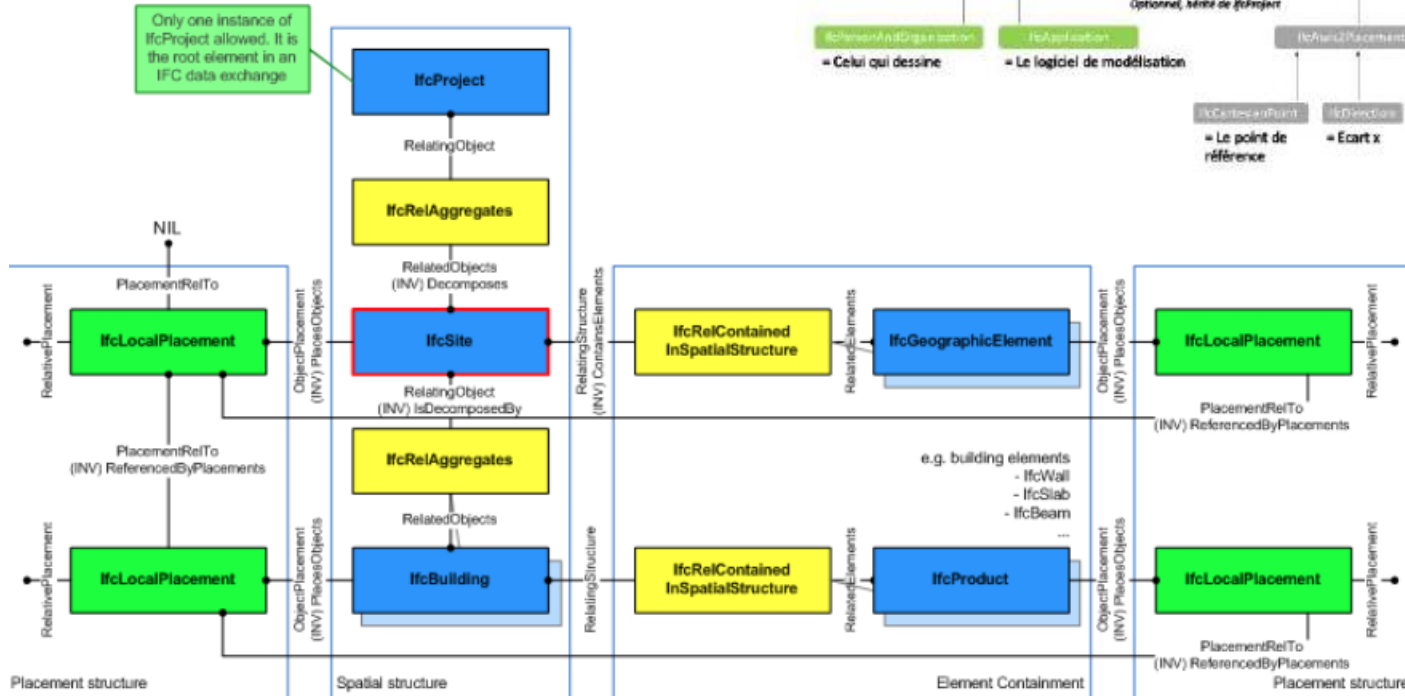 Only one instance of
IfcProject allowed. It is
the root element in an
IFC data exchange
Optionnel, hérité de IfcProject
IfcPersonAndOrganization
IfcApplication
IfcAxis2Placement
= Celui qui dessine
= Le logiciel de modélisation
IfcCartesianPoint
IfcDirection
= Le point de
référence
= Ecart x
IfcProject
RelatingObject
IfcRelAggregates
NIL
RelatedObjects
(INV) Decomposes
PlacementRelTo
RelativePlacement
IfcLocalPlacement
ObjectPlacement
(INV) PlacesObjects
IfcSite
RelatingStructure
(INV) ContainsElements
IfcRelContained
InSpatialStructure
RelatedElements
IfcGeographicElement
ObjectPlacement
(INV) PlacesObjects
IfcLocalPlacement
RelativePlacement
RelatingObject
(INV) IsDecomposedBy
PlacementRelTo
(INV) ReferencedByPlacements
PlacementRelTo
(INV) ReferencedByPlacements
IfcRelAggregates
e.g. building elements
- IfcWall
- IfcSlab
- IfcBeam
...
RelatedObjects
RelativePlacement
IfcLocalPlacement
ObjectPlacement
(INV) PlacesObjects
IfcBuilding
RelatingStructure
IfcRelContained
InSpatialStructure
RelatedElements
IfcProduct
ObjectPlacement
(INV) PlacesObjects
IfcLocalPlacement
RelativePlacement
PlacementRelTo
(INV) ReferencedByPlacements
Placement structure
Spatial structure
Element Containment
Placement structure